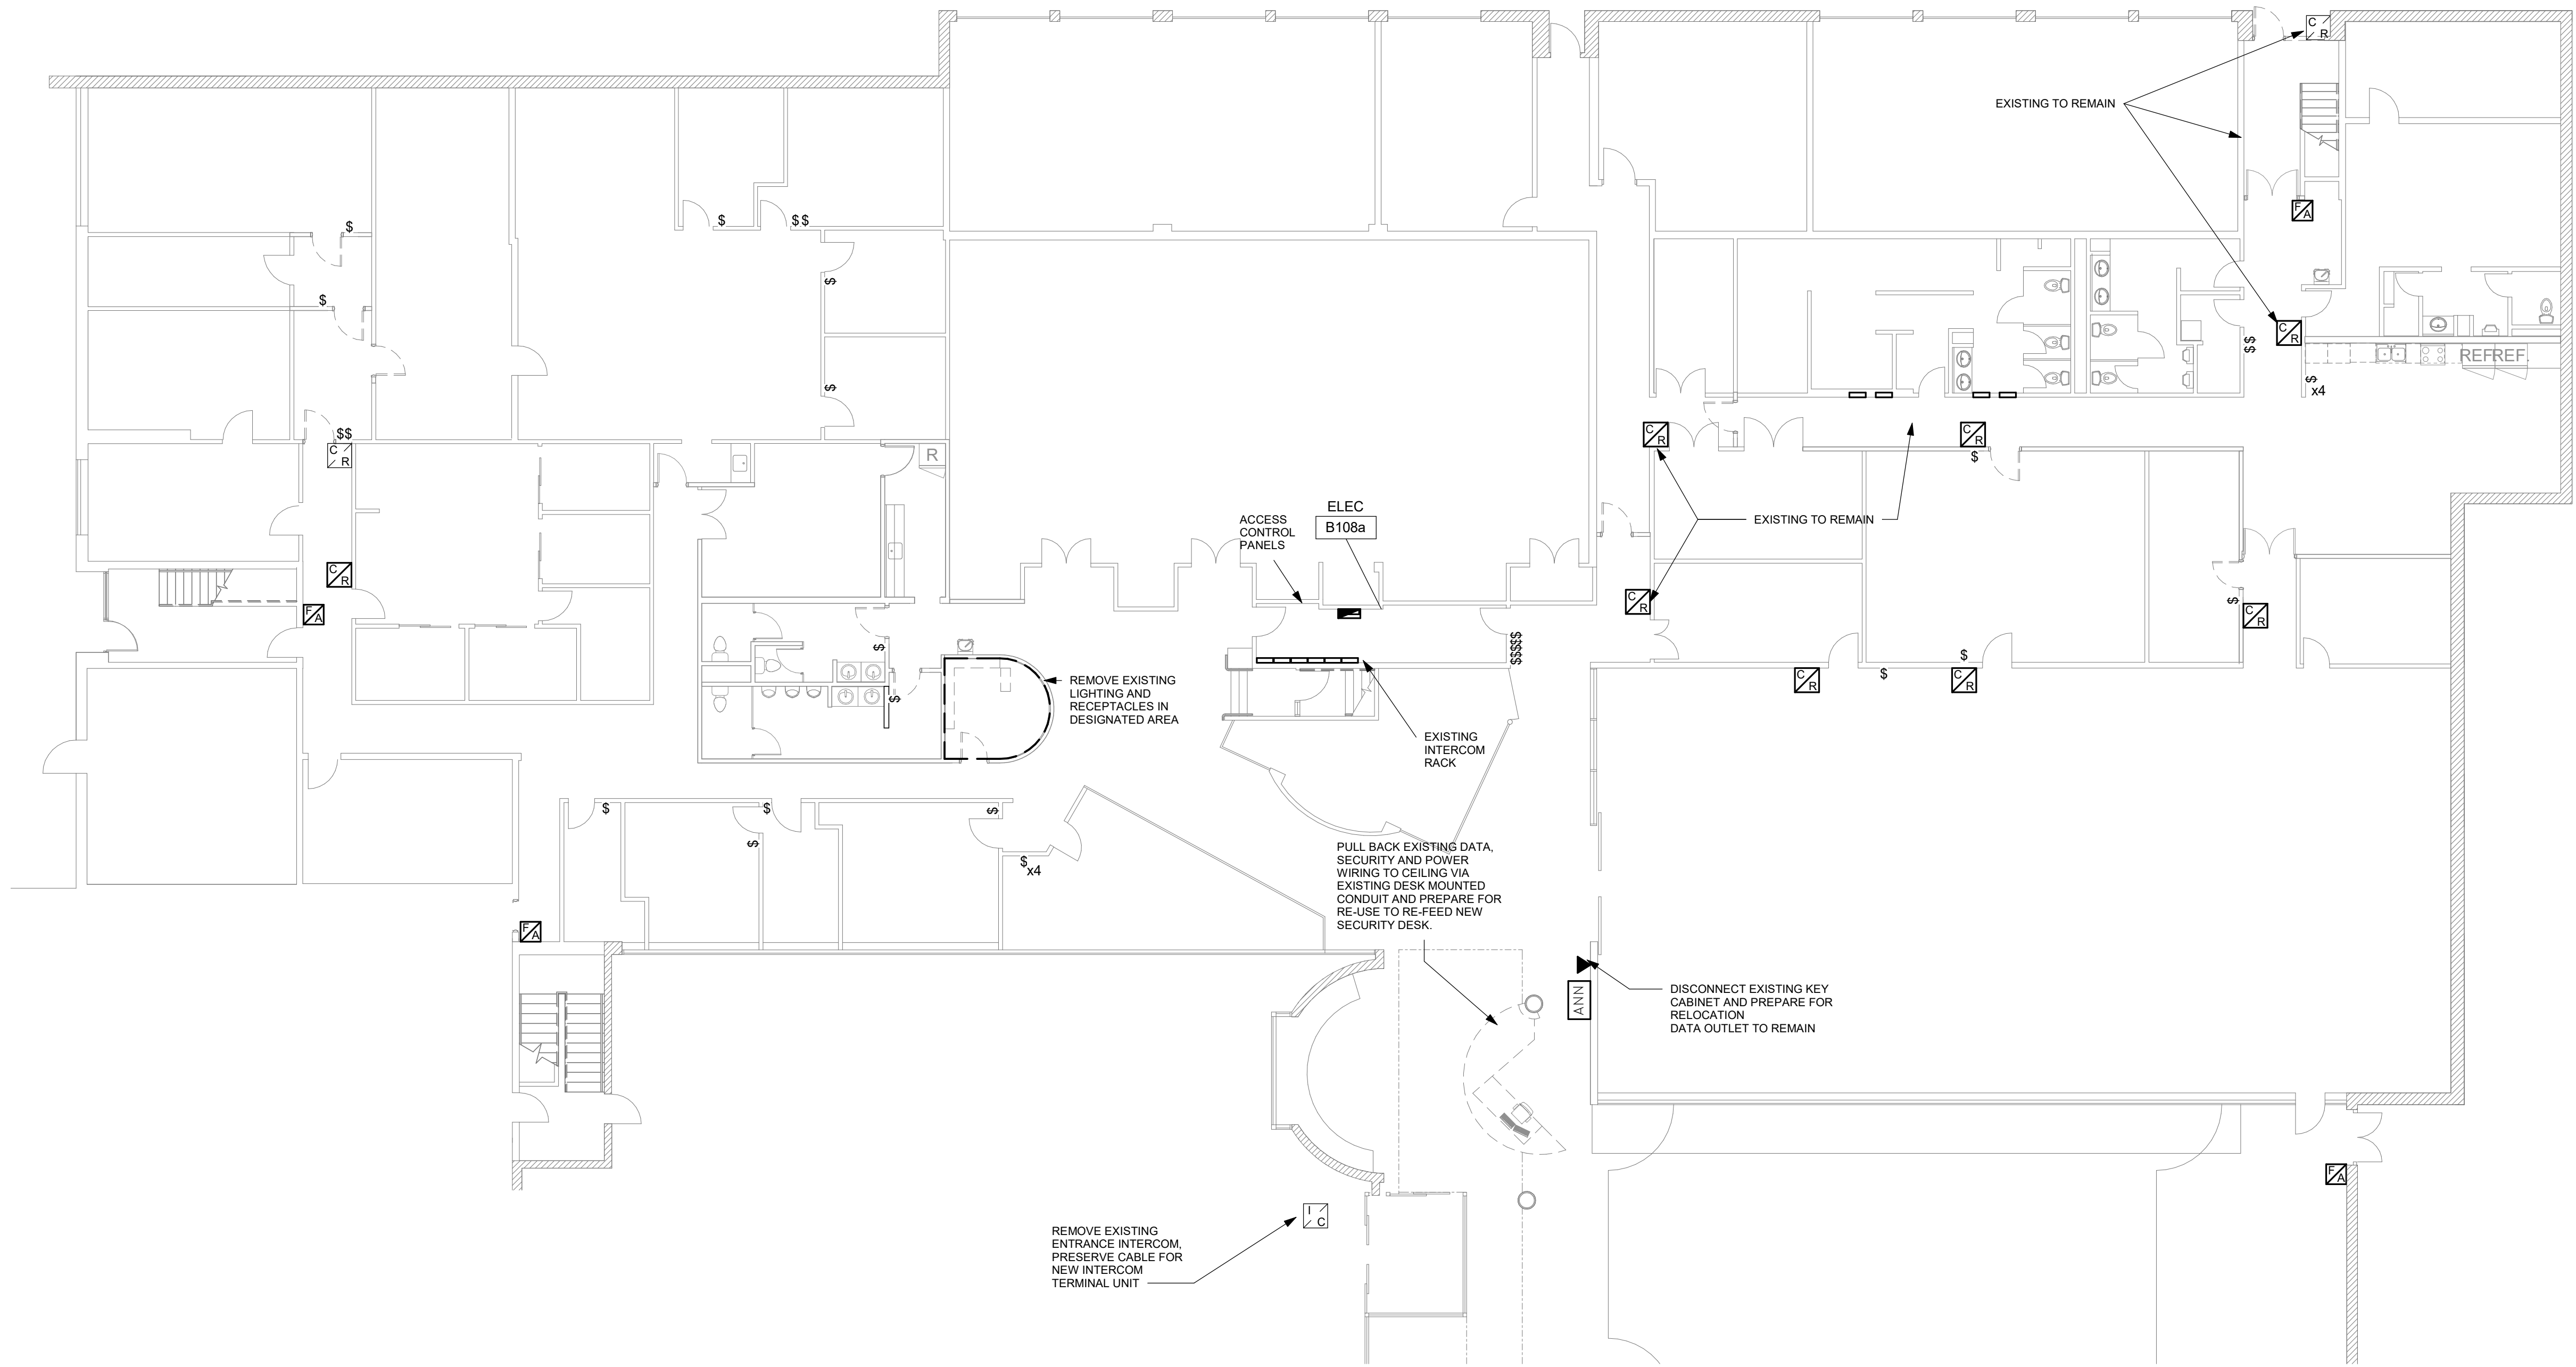 C
R
EXISTING TO REMAIN
F
A
$
$
$$
$
$
$
C
R
$$
REFREF.
$
x4
$
$$
C
R
R
C
R
C
R
$
EXISTING TO REMAIN
ELEC
B108a
ACCESS
CONTROL
PANELS
C
R
C
R
F
A
C
R
$
$
$$$$$
$
$
C
R
C
R
$
REMOVE EXISTING
LIGHTING AND
RECEPTACLES IN
DESIGNATED AREA
EXISTING
INTERCOM
RACK
$
$
$
$
$
x4
PULL BACK EXISTING DATA,
SECURITY AND POWER
WIRING TO CEILING VIA
EXISTING DESK MOUNTED
CONDUIT AND PREPARE FOR
RE-USE TO RE-FEED NEW
SECURITY DESK.
F
A
ANN
DISCONNECT EXISTING KEY
CABINET AND PREPARE FOR
RELOCATION
DATA OUTLET TO REMAIN
F
A
I
C
REMOVE EXISTING
ENTRANCE INTERCOM,
PRESERVE CABLE FOR
NEW INTERCOM
TERMINAL UNIT